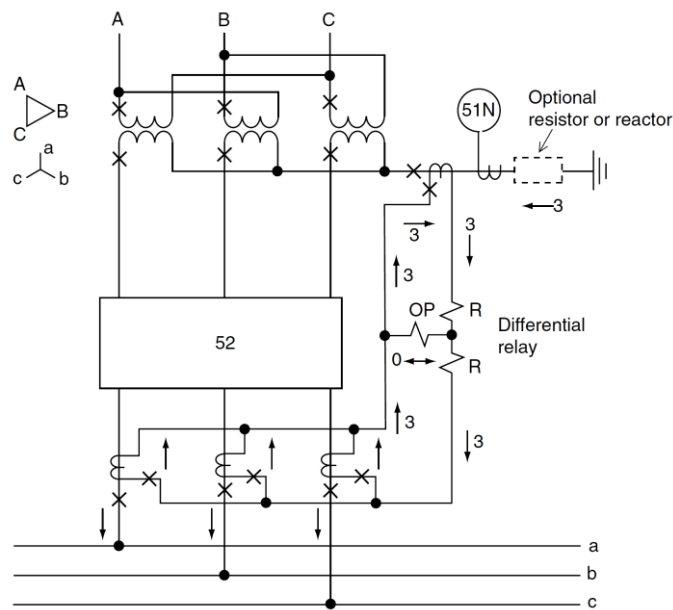 A B C
A
B
C
a
c b
51N
Optional
resistor or reactor
3
3 3
3
OP R
52
Differential
relay
0
R
3
3
a
b
c